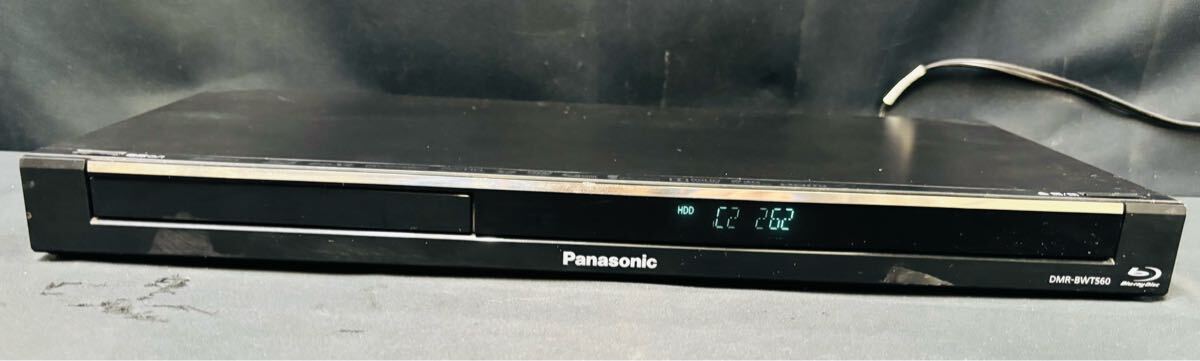 HDD C2 262
Panasonic
DMR-BWT560
Blu-ray Disc